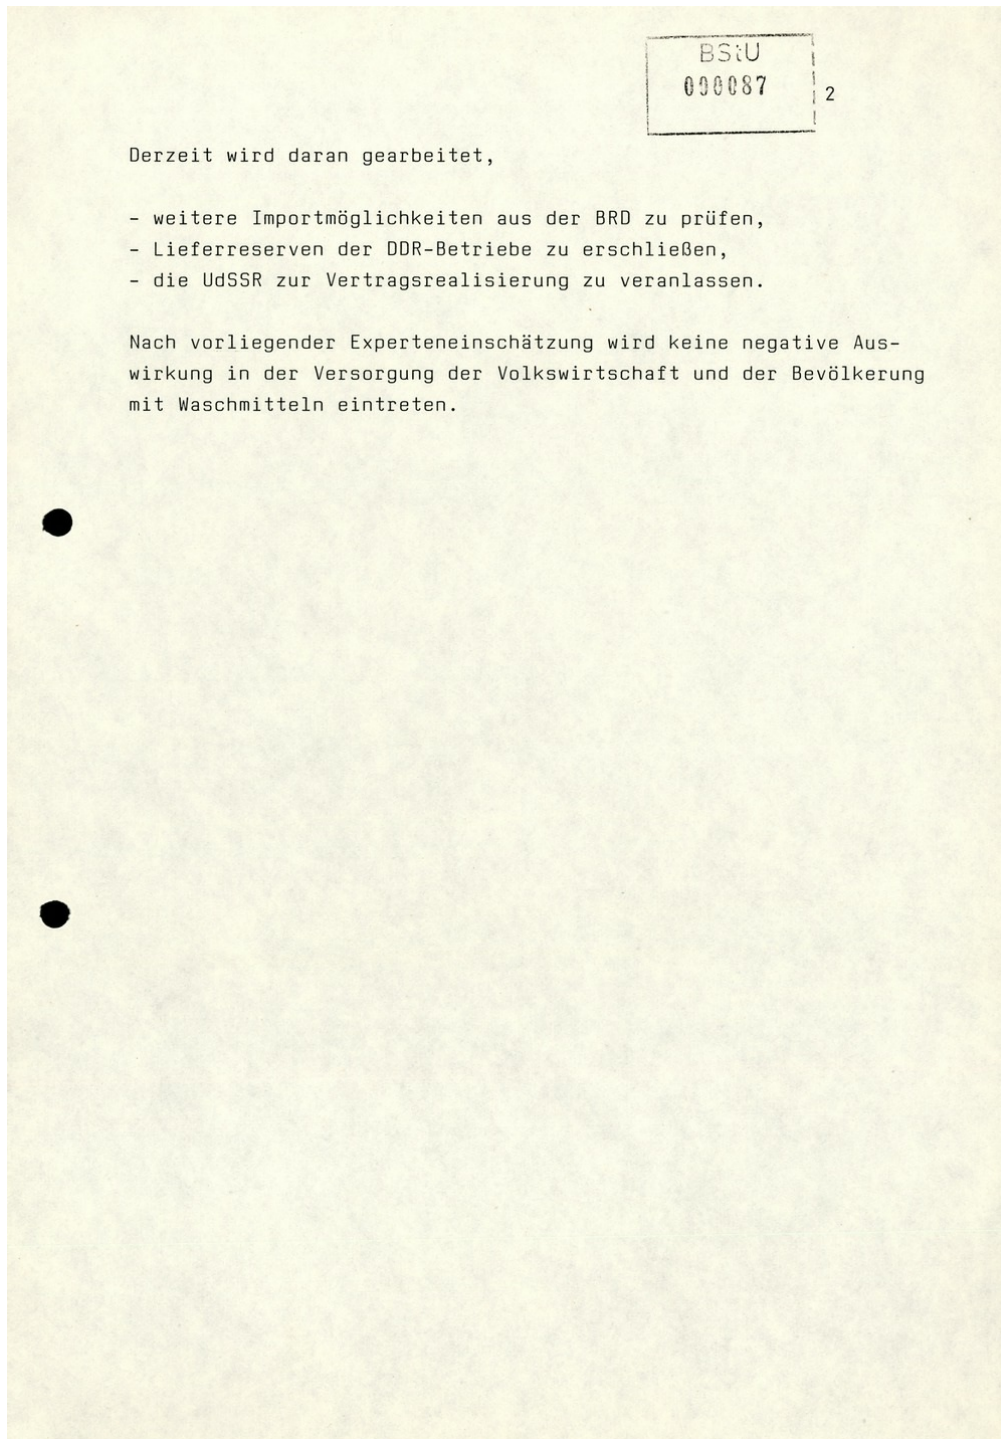 BStU
000087
2
Derzeit wird daran gearbeitet,
- weitere Importmöglichkeiten aus der BRD zu prüfen,
- Lieferreserven der DDR-Betriebe zu erschließen,
- die UdSSR zur Vertragsrealisierung zu veranlassen.
Nach vorliegender Experteneinschätzung wird keine negative Aus-
wirkung in der Versorgung der Volkswirtschaft und der Bevölkerung
mit Waschmitteln eintreten.